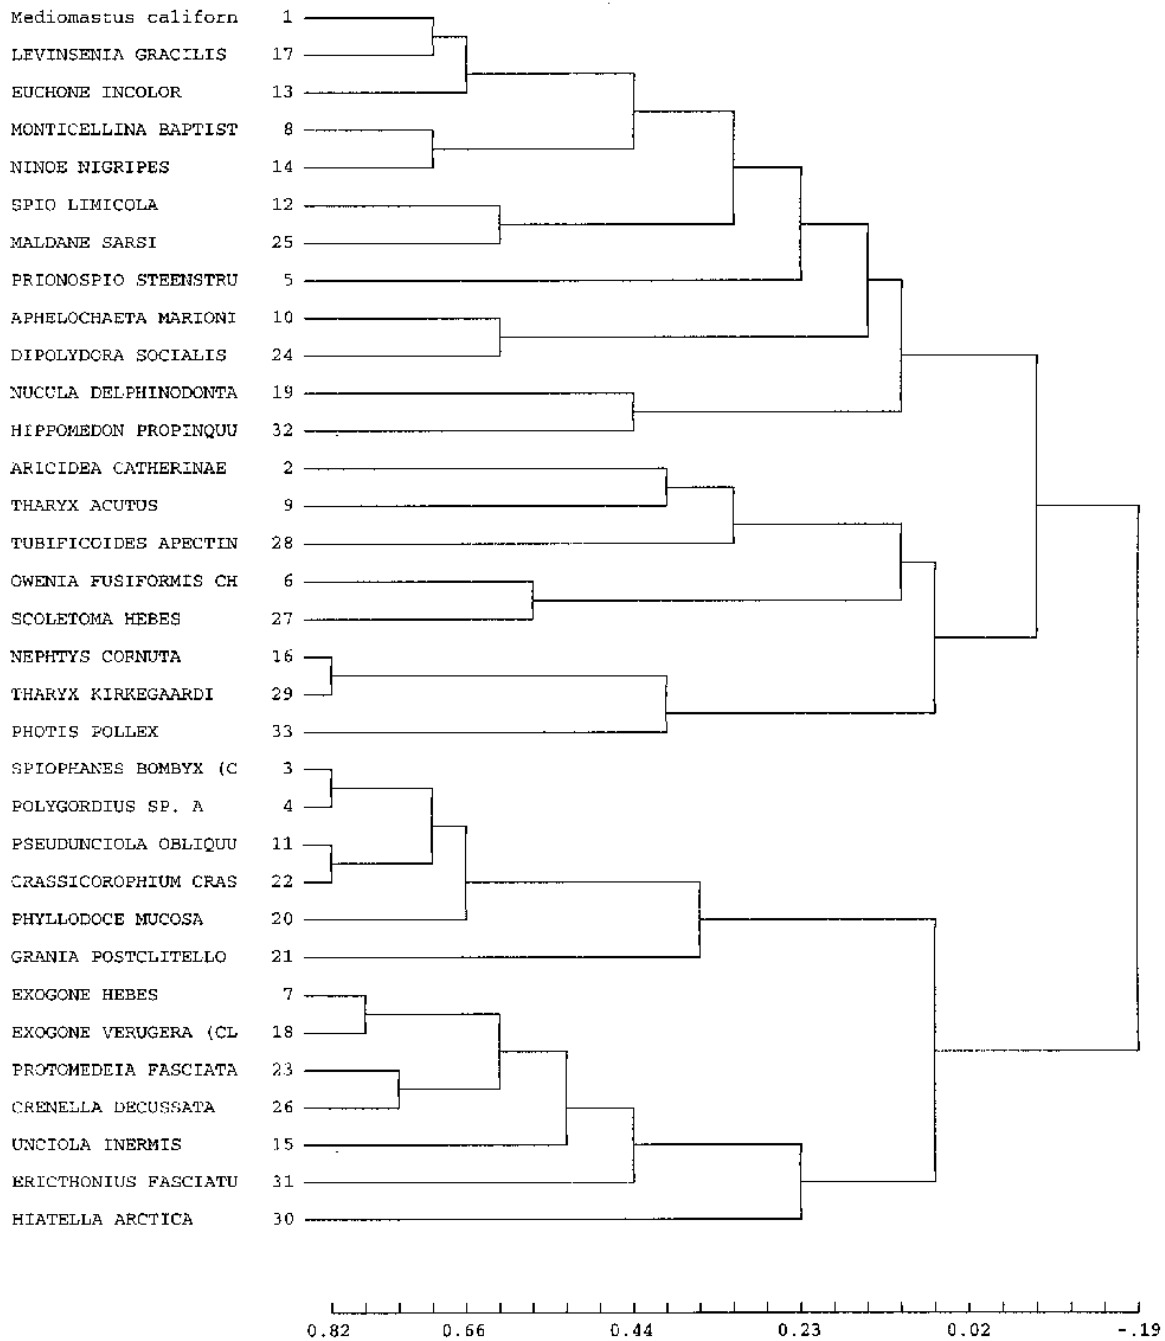 Mediomastus californ 1
LEVINSENIA GRACILIS 17
EUCHONE INCOLOR 13
MONTICELLINA BAPTIST 8
NINOE NIGRIPES 14
SPIO LIMICOLA 12
MALDANE SARSI 25
PRIONOSPIO STEENSTRU 5
APHELOCHAETA MARIONI 10
DIPOLYDORA SOCIALIS 24
NUCULA DELPHINODONTA 19
HIPPOMEDON PROPINQUU 32
ARICIDEA CATHERINAE 2
THARYX ACUTUS 9
TUBIFICOIDES APECTIN 28
OWENIA FUSIFORMIS CH 6
SCOLETOMA HEBES 27
NEPHTYS CORNUTA 16
THARYX KIRKEGAARDI 29
PHOTIS POLLEX 33
SPIOPHANES BOMBYX (C 3
POLYGORDIUS SP. A 4
PSEUDUNCIOLA OBLIQUU 11
CRASSICOROPHIUM CRAS 22
PHYLLODOCE MUCOSA 20
GRANIA POSTCLITELLO 21
EXOGONE HEBES 7
EXOGONE VERUGERA (CL 18
PROTOMEDEIA FASCIATA 23
CRENELLA DECUSSATA 26
UNCIOLA INERMIS 15
ERICTHONIUS FASCIATU 31
HIATELLA ARCTICA 30
0.82 0.66 0.44 0.23 0.02 -.19